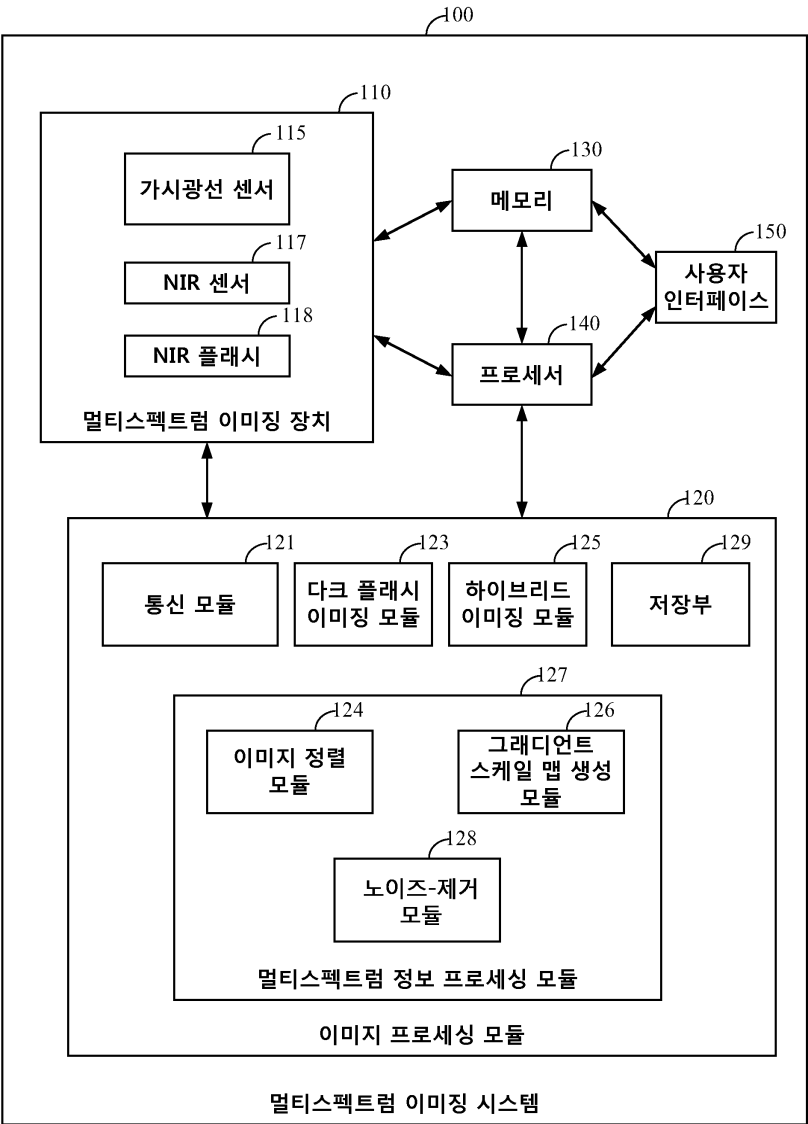 100
110
115
가시광선 센서
117
NIR 센서
118
NIR 플래시
멀티스펙트럼 이미징 장치
130
메모리
150
사용자
인터페이스
140
프로세서
120
121
통신 모듈
123
다크 플래시
이미징 모듈
125
하이브리드
이미징 모듈
129
저장부
127
124
이미지 정렬
모듈
126
그래디언트
스케일 맵 생성
모듈
128
노이즈-제거
모듈
멀티스펙트럼 정보 프로세싱 모듈
이미지 프로세싱 모듈
멀티스펙트럼 이미징 시스템